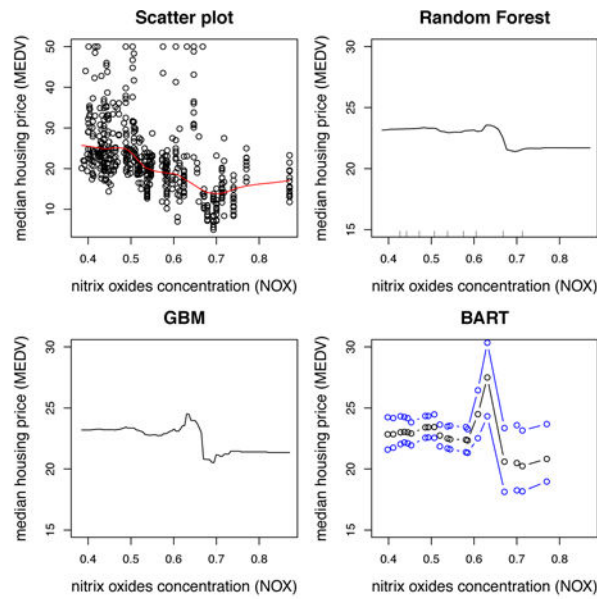 Scatter plot
median housing price (MEDV)
50
40
30
20
10
0.4 0.5 0.6 0.7 0.8
nitrix oxides concentration (NOX)
Random Forest
median housing price (MEDV)
30
25
20
15
0.4 0.5 0.6 0.7 0.8
nitrix oxides concentration (NOX)
GBM
median housing price (MEDV)
30
25
20
15
0.4 0.5 0.6 0.7 0.8
nitrix oxides concentration (NOX)
BART
median housing price (MEDV)
30
25
20
15
0.4 0.5 0.6 0.7 0.8
nitrix oxides concentration (NOX)